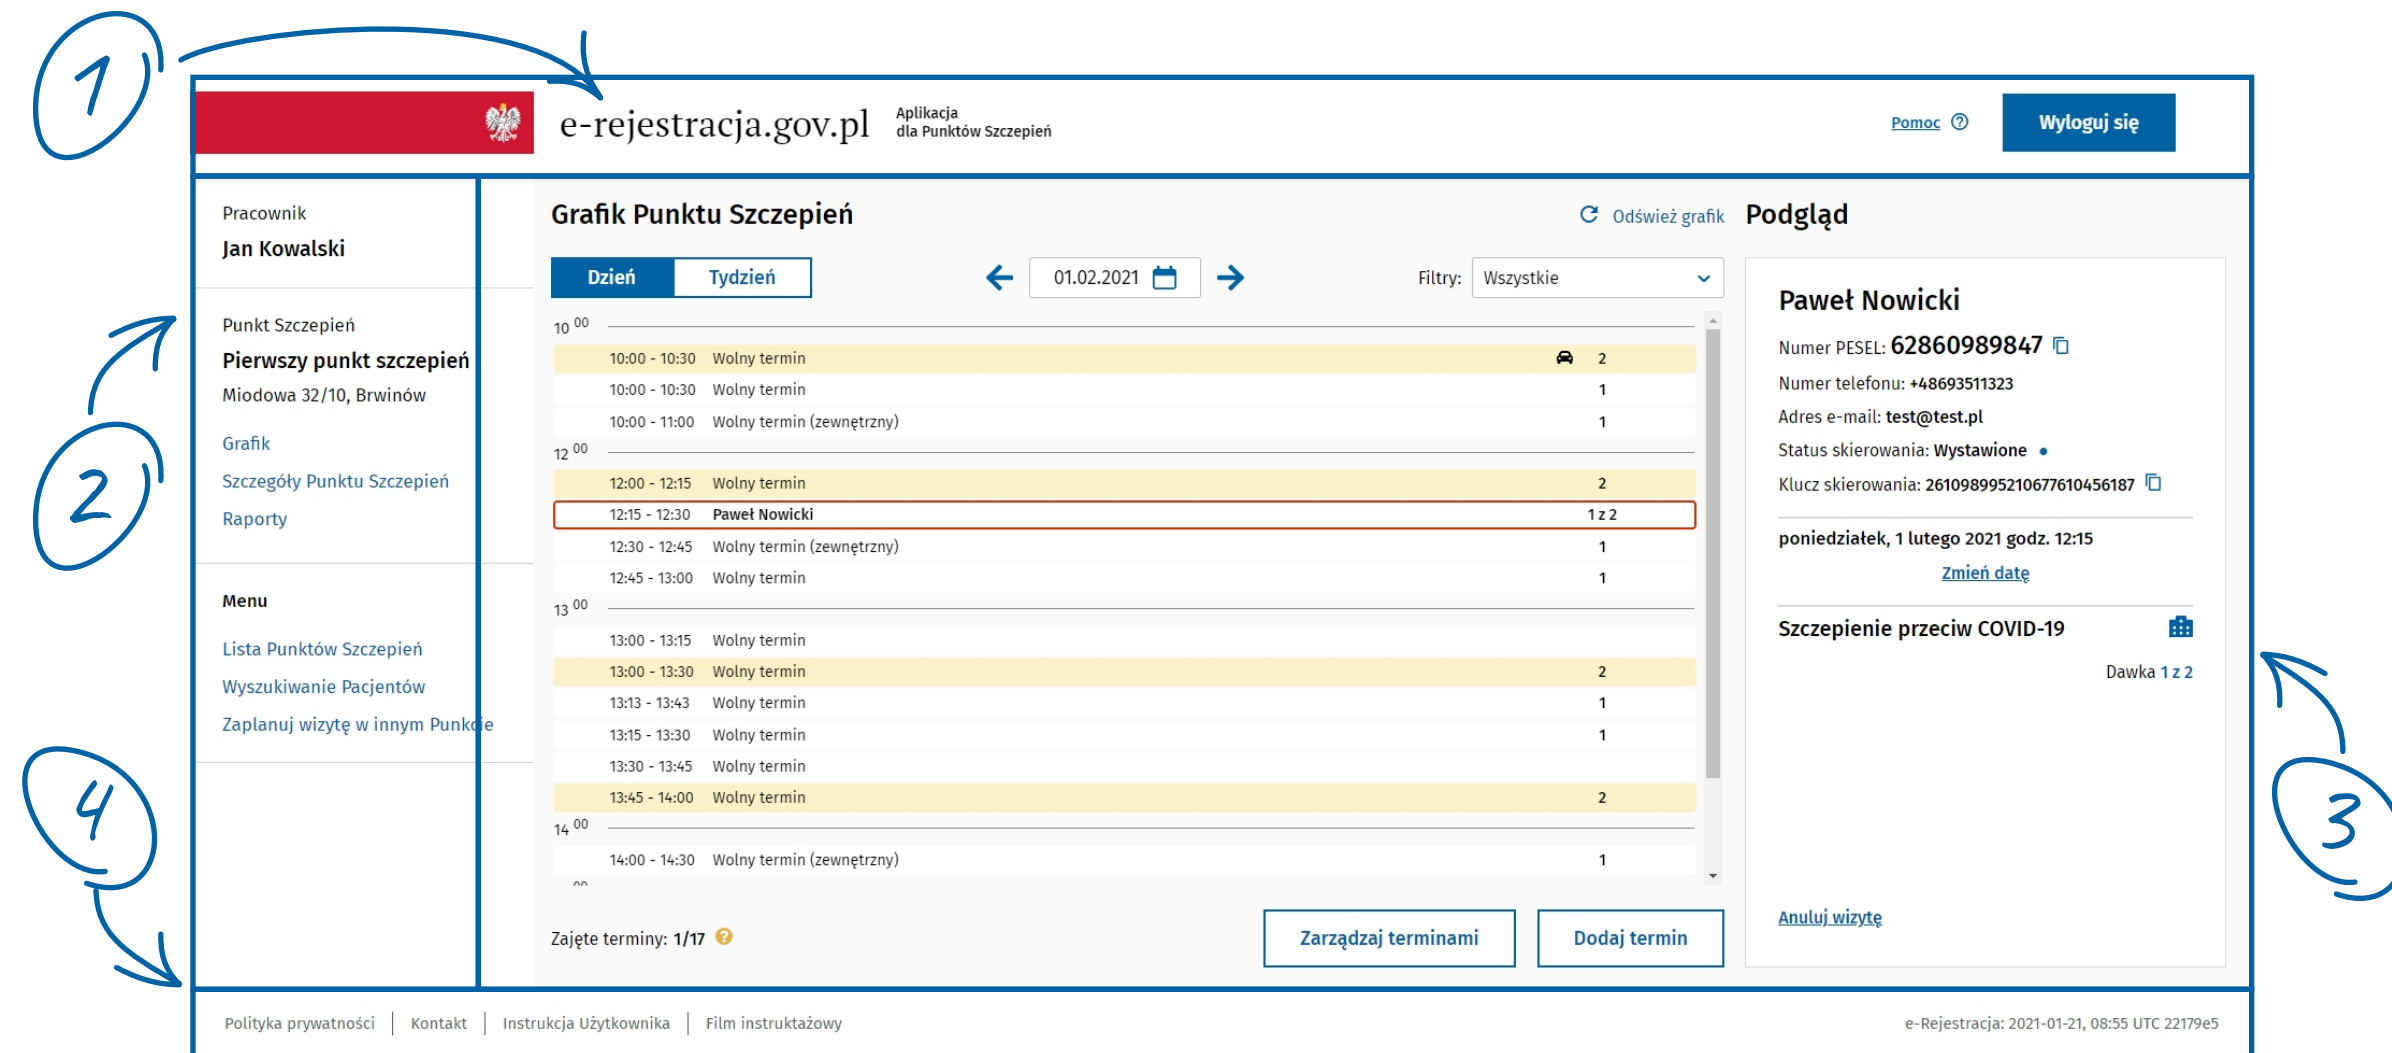 1
e-rejestracja.gov.pl
Aplikacja
dla Punktów Szczepień
Pomoc
Wyloguj się
Pracownik
Jan Kowalski
Punkt Szczepień
Pierwszy punkt szczepień
Miodowa 32/10, Brwinów
Grafik
Szczegóły Punktu Szczepień
Raporty
2
Menu
Lista Punktów Szczepień
Wyszukiwanie Pacjentów
Zaplanuj wizytę w innym Punkcie
4
Grafik Punktu Szczepień
Odśwież grafik
Dzień Tydzień
01.02.2021
Filtry: Wszystkie
10 00
10:00 - 10:30 Wolny termin 2
10:00 - 10:30 Wolny termin 1
10:00 - 11:00 Wolny termin (zewnętrzny) 1
12 00
12:00 - 12:15 Wolny termin 2
12:15 - 12:30 Paweł Nowicki 1 z 2
12:30 - 12:45 Wolny termin (zewnętrzny) 1
12:45 - 13:00 Wolny termin 1
13 00
13:00 - 13:15 Wolny termin
13:00 - 13:30 Wolny termin 2
13:13 - 13:43 Wolny termin 1
13:15 - 13:30 Wolny termin 1
13:30 - 13:45 Wolny termin
13:45 - 14:00 Wolny termin 2
14 00
14:00 - 14:30 Wolny termin (zewnętrzny) 1
Zajęte terminy: 1/17 ?
Zarządzaj terminami
Dodaj termin
Podgląd
Paweł Nowicki
Numer PESEL: 62860989847
Numer telefonu: +48693511323
Adres e-mail: test@test.pl
Status skierowania: Wystawione
Klucz skierowania: 261098995210677610456187
poniedziałek, 1 lutego 2021 godz. 12:15
Zmień datę
Szczepienie przeciw COVID-19
Dawka 1 z 2
Anuluj wizytę
3
Polityka prywatności | Kontakt | Instrukcja Użytkownika | Film instruktażowy
e-Rejestracja: 2021-01-21, 08:55 UTC 22179e5